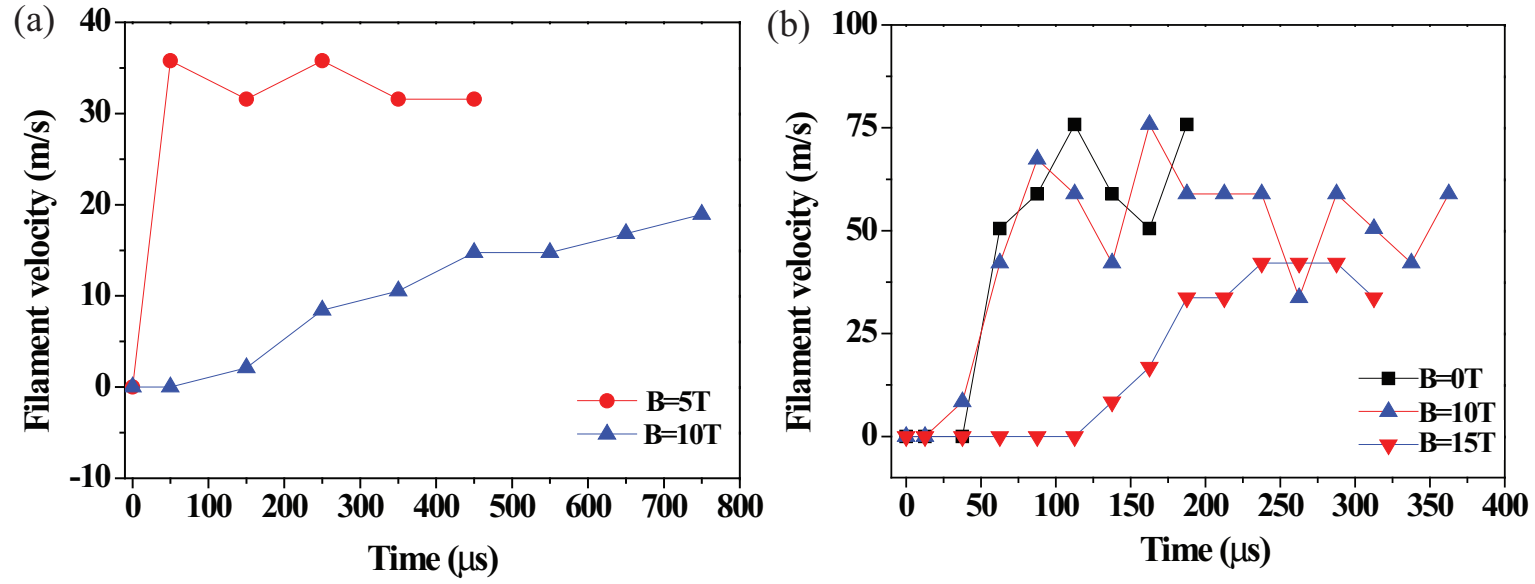 (a)
40
30
20
10
0
-10
Filament velocity (m/s)
0 100 200 300 400 500 600 700 800
Time (μs)
B=5T
B=10T
(b)
100
75
50
25
0
Filament velocity (m/s)
0 50 100 150 200 250 300 350 400
Time (μs)
B=0T
B=10T
B=15T